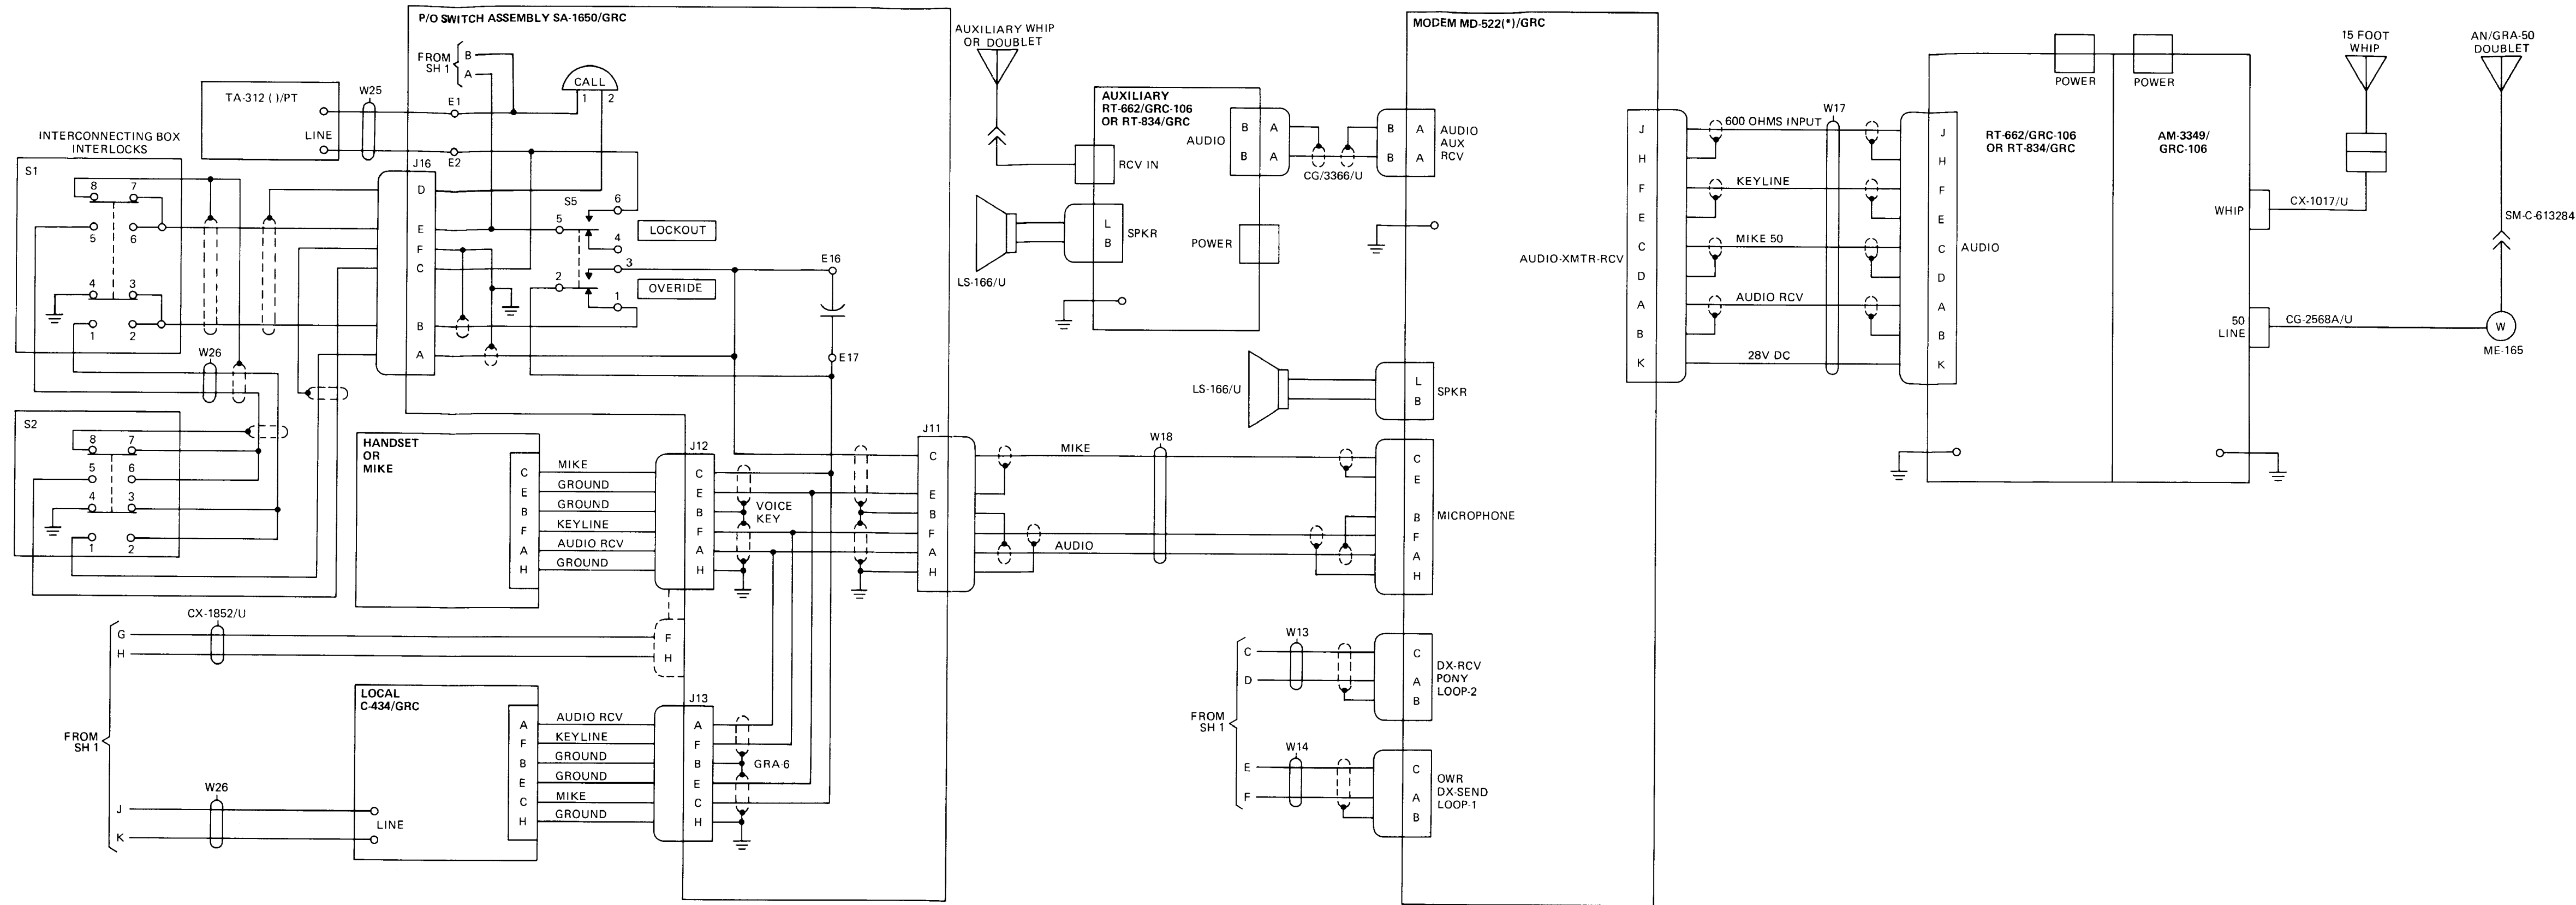 P/O SWITCH ASSEMBLY SA-1650/GRC
FROM
SH 1
B
A
CALL
1 2
TA-312 ( )/PT
LINE
W25
E1
E2
INTERCONNECTING BOX
INTERLOCKS
S1
8 7
5 6
4 3
1 2
W26
S2
8 7
5 6
4 3
1 2
J16
D
E
F
C
B
A
S5
6
5
4
LOCKOUT
2
3
1
OVERIDE
E16
E17
HANDSET
OR
MIKE
C MIKE
E GROUND
B GROUND
F KEYLINE
A AUDIO RCV
H GROUND
J12
C
E
B
F
A
H
VOICE
KEY
F
H
CX-1852/U
G
H
FROM
SH 1
J
K
W26
LOCAL
C-434/GRC
LINE
A AUDIO RCV
F KEYLINE
B GROUND
E GROUND
C MIKE
H GROUND
J13
A
F
B
E
C
H
GRA-6
J11
C
E
B
F
A
H
MIKE
AUDIO
W18
AUXILIARY WHIP
OR DOUBLET
AUXILIARY
RT-662/GRC-106
OR RT-834/GRC
RCV IN
AUDIO
B A
B A
L
B
SPKR
LS-166/U
POWER
CG/3366/U
MODEM MD-522(*)/GRC
B A
B A
AUDIO
AUX
RCV
LS-166/U
L
B
SPKR
C
E
B
F
A
H
MICROPHONE
FROM
SH 1
C
D
W13
C
A
B
DX-RCV
PONY
LOOP-2
E
F
W14
C
A
B
OWR
DX-SEND
LOOP-1
AUDIO-XMTR-RCV
J
H
F
E
C
D
A
B
K
600 OHMS INPUT
KEYLINE
MIKE 50
AUDIO RCV
28V DC
W17
J
H
F
E
C
D
A
B
K
AUDIO
RT-662/GRC-106
OR RT-834/GRC
POWER
POWER
AM-3349/
GRC-106
WHIP
50
LINE
CX-1017/U
CG-2568A/U
15 FOOT
WHIP
AN/GRA-50
DOUBLET
SM-C-613284
W
ME-165